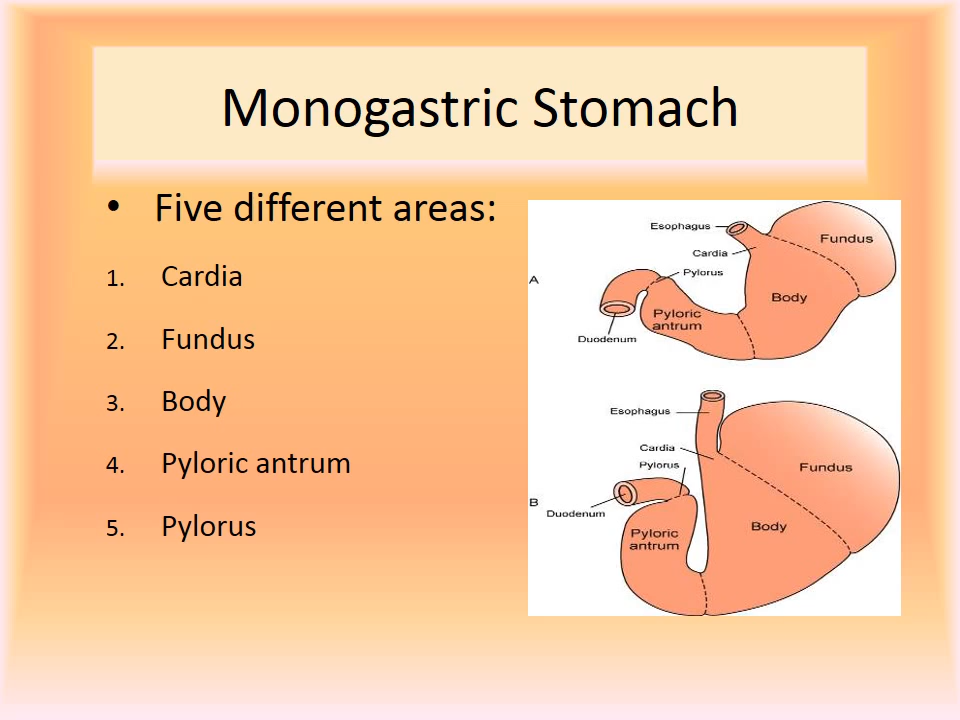 Monogastric Stomach
• Five different areas:
1. Cardia
2. Fundus
3. Body
4. Pyloric antrum
5. Pylorus
A
Esophagus
Fundus
Cardia
Pylorus
Body
Pyloric
antrum
Duodenum
B
Esophagus
Cardia
Pylorus
Fundus
Duodenum
Body
Pyloric
antrum